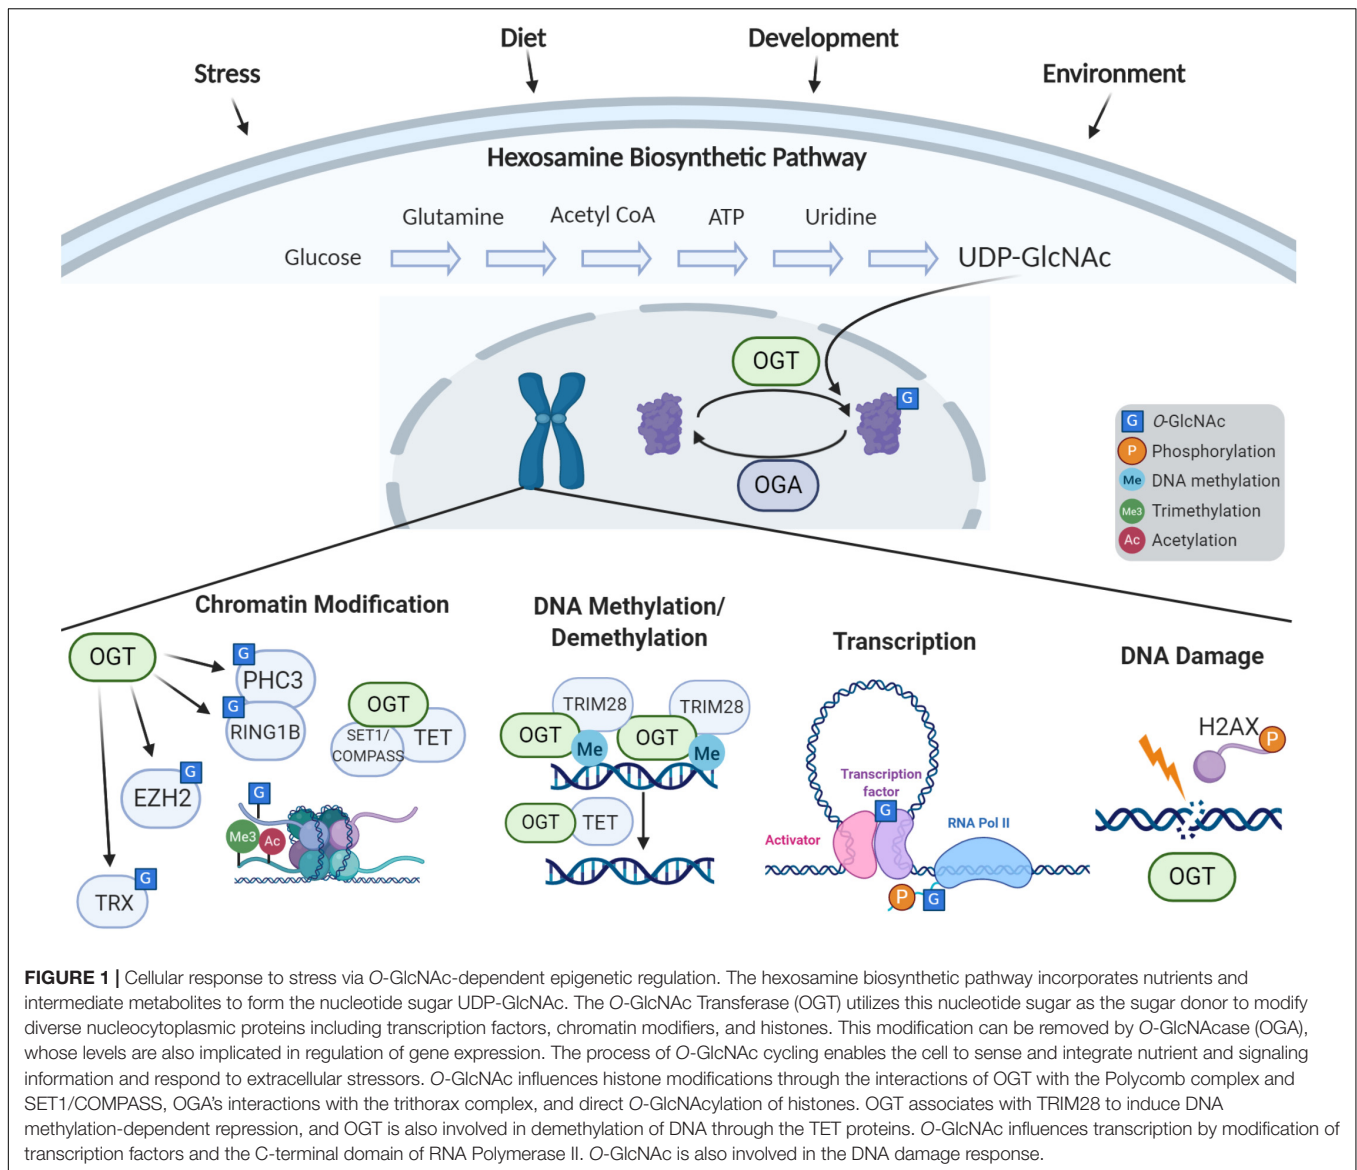 Stress
Diet
Development
Environment
Hexosamine Biosynthetic Pathway
Glutamine
Acetyl CoA
ATP
Uridine
Glucose
UDP-GlcNAc
OGT
G
OGA
G O-GlcNAc
P Phosphorylation
Me DNA methylation
Me3 Trimethylation
Ac Acetylation
Chromatin Modification
OGT
G
PHC3
G
RING1B
G
EZH2
G
TRX
OGT
SET1/
COMPASS
TET
G
Me3
Ac
DNA Methylation/
Demethylation
TRIM28
TRIM28
OGT
Me
OGT
Me
OGT
TET
Transcription
Transcription
factor
G
Activator
RNA Pol II
P
G
DNA Damage
H2AX
P
OGT
FIGURE 1 | Cellular response to stress via O-GlcNAc-dependent epigenetic regulation. The hexosamine biosynthetic pathway incorporates nutrients and
intermediate metabolites to form the nucleotide sugar UDP-GlcNAc. The O-GlcNAc Transferase (OGT) utilizes this nucleotide sugar as the sugar donor to modify
diverse nucleocytoplasmic proteins including transcription factors, chromatin modifiers, and histones. This modification can be removed by O-GlcNAcase (OGA),
whose levels are also implicated in regulation of gene expression. The process of O-GlcNAc cycling enables the cell to sense and integrate nutrient and signaling
information and respond to extracellular stressors. O-GlcNAc influences histone modifications through the interactions of OGT with the Polycomb complex and
SET1/COMPASS, OGA's interactions with the trithorax complex, and direct O-GlcNAcylation of histones. OGT associates with TRIM28 to induce DNA
methylation-dependent repression, and OGT is also involved in demethylation of DNA through the TET proteins. O-GlcNAc influences transcription by modification of
transcription factors and the C-terminal domain of RNA Polymerase II. O-GlcNAc is also involved in the DNA damage response.